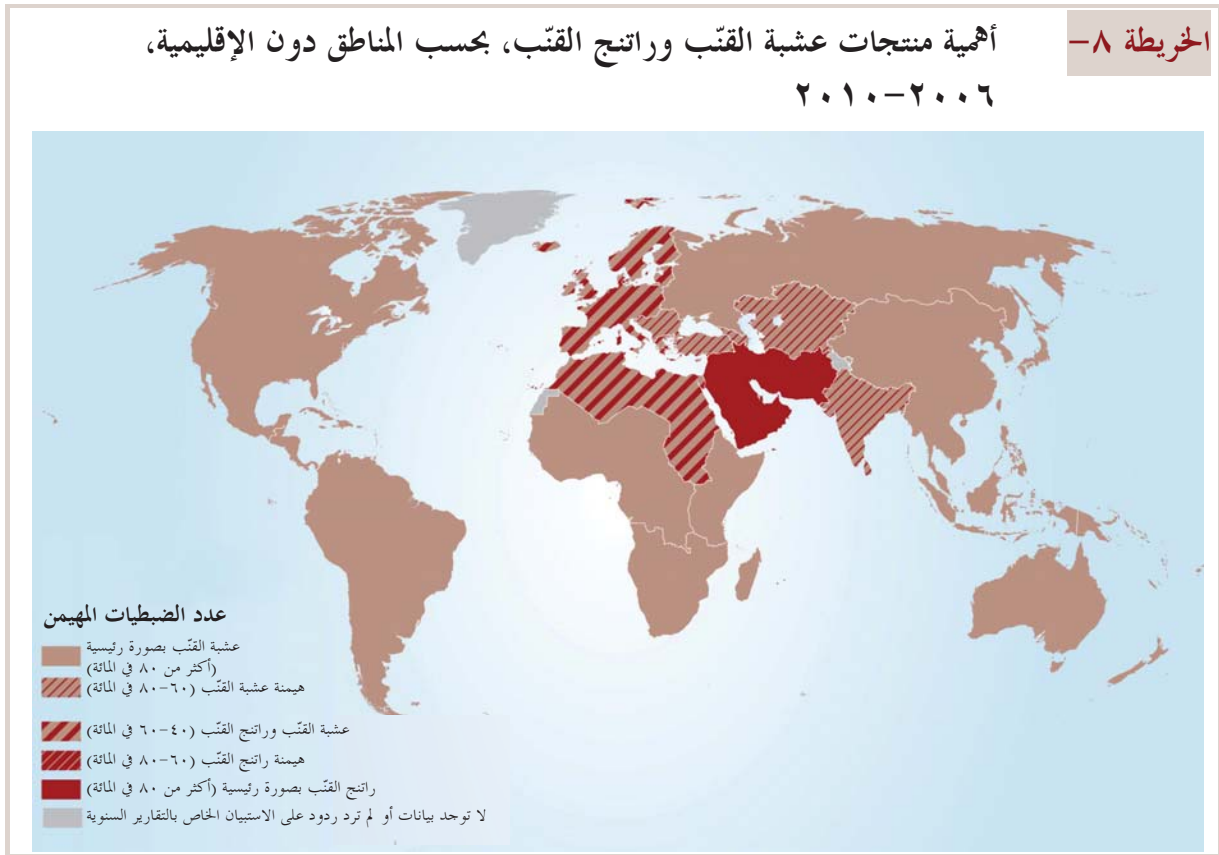 الخريطة ٨-
أهمية منتجات عشبة القنّب وراتنج القنّب، بحسب المناطق دون الإقليمية،
٢٠٠٦-٢٠١٠
عدد الضبطيات المهيمن
عشبة القنّب بصورة رئيسية
(أكثر من ٨٠ في المائة)
هيمنة عشبة القنّب (٦٠-٨٠ في المائة)
عشبة القنّب وراتنج القنّب (٤٠-٦٠ في المائة)
هيمنة راتنج القنّب (٦٠-٨٠ في المائة)
راتنج القنّب بصورة رئيسية (أكثر من ٨٠ في المائة)
لا توجد بيانات أو لم ترد ردود على الاستبيان الخاص بالتقارير السنوية